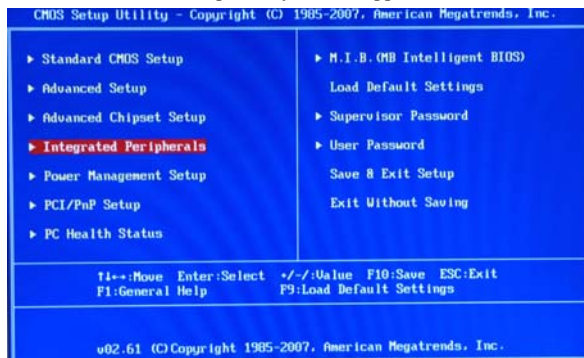 CMOS Setup Utility - Copyright (C) 1985-2007, American Megatrends, Inc.
▶ Standard CMOS Setup
▶ Advanced Setup
▶ Advanced Chipset Setup
▶ Integrated Peripherals
▶ Power Management Setup
▶ PCI/PnP Setup
▶ PC Health Status
▶ M.I.B.(MB Intelligent BIOS)
Load Default Settings
▶ Supervisor Password
▶ User Password
Save & Exit Setup
Exit Without Saving
↑↓←→:Move Enter:Select +/-/:Value F10:Save ESC:Exit
F1:General Help F9:Load Default Settings
v02.61 (C)Copyright 1985-2007, American Megatrends, Inc.